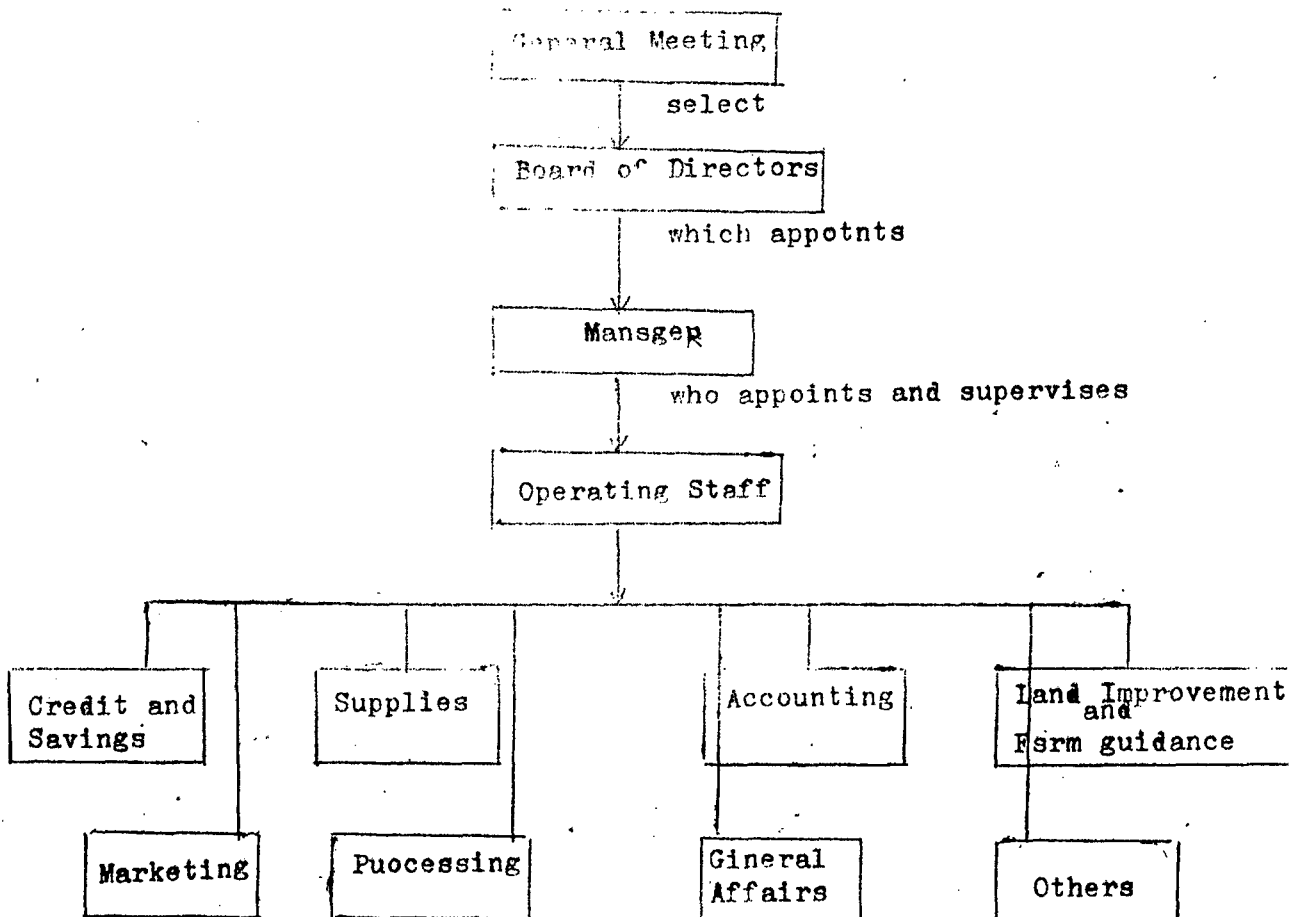 General Meeting
select
Board of Directors
which appotnts
Mansger
who appoints and supervises
Operating Staff
Credit and
Savings
Supplies
Accounting
Land Improvement
and
Fsrm guidance
Marketing
Puocessing
Gineral
Affairs
Others